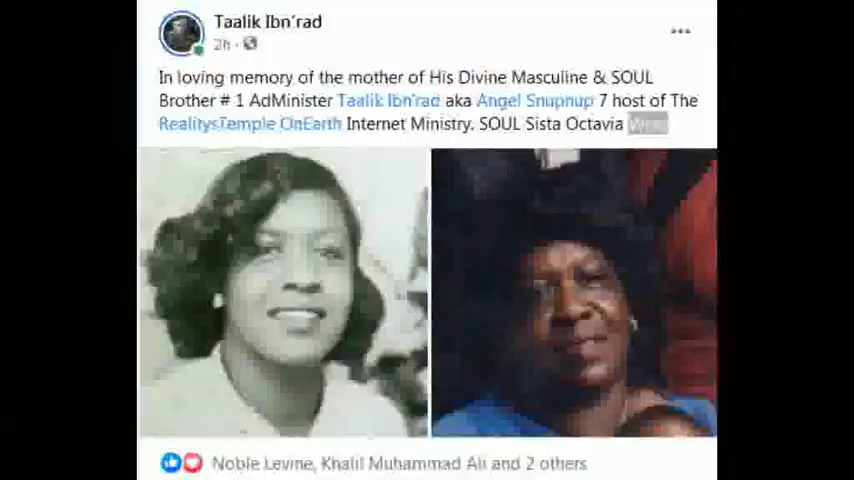 Taalik Ibn'rad
2h ·
In loving memory of the mother of His Divine Masculine & SOUL
Brother # 1 AdMinister Taalik Ibn'rad aka Angel Snupnup 7 host of The
RealitysTemple OnEarth Internet Ministry. SOUL Sista Octavia
Noble Levine, Khalil Muhammad Ali and 2 others